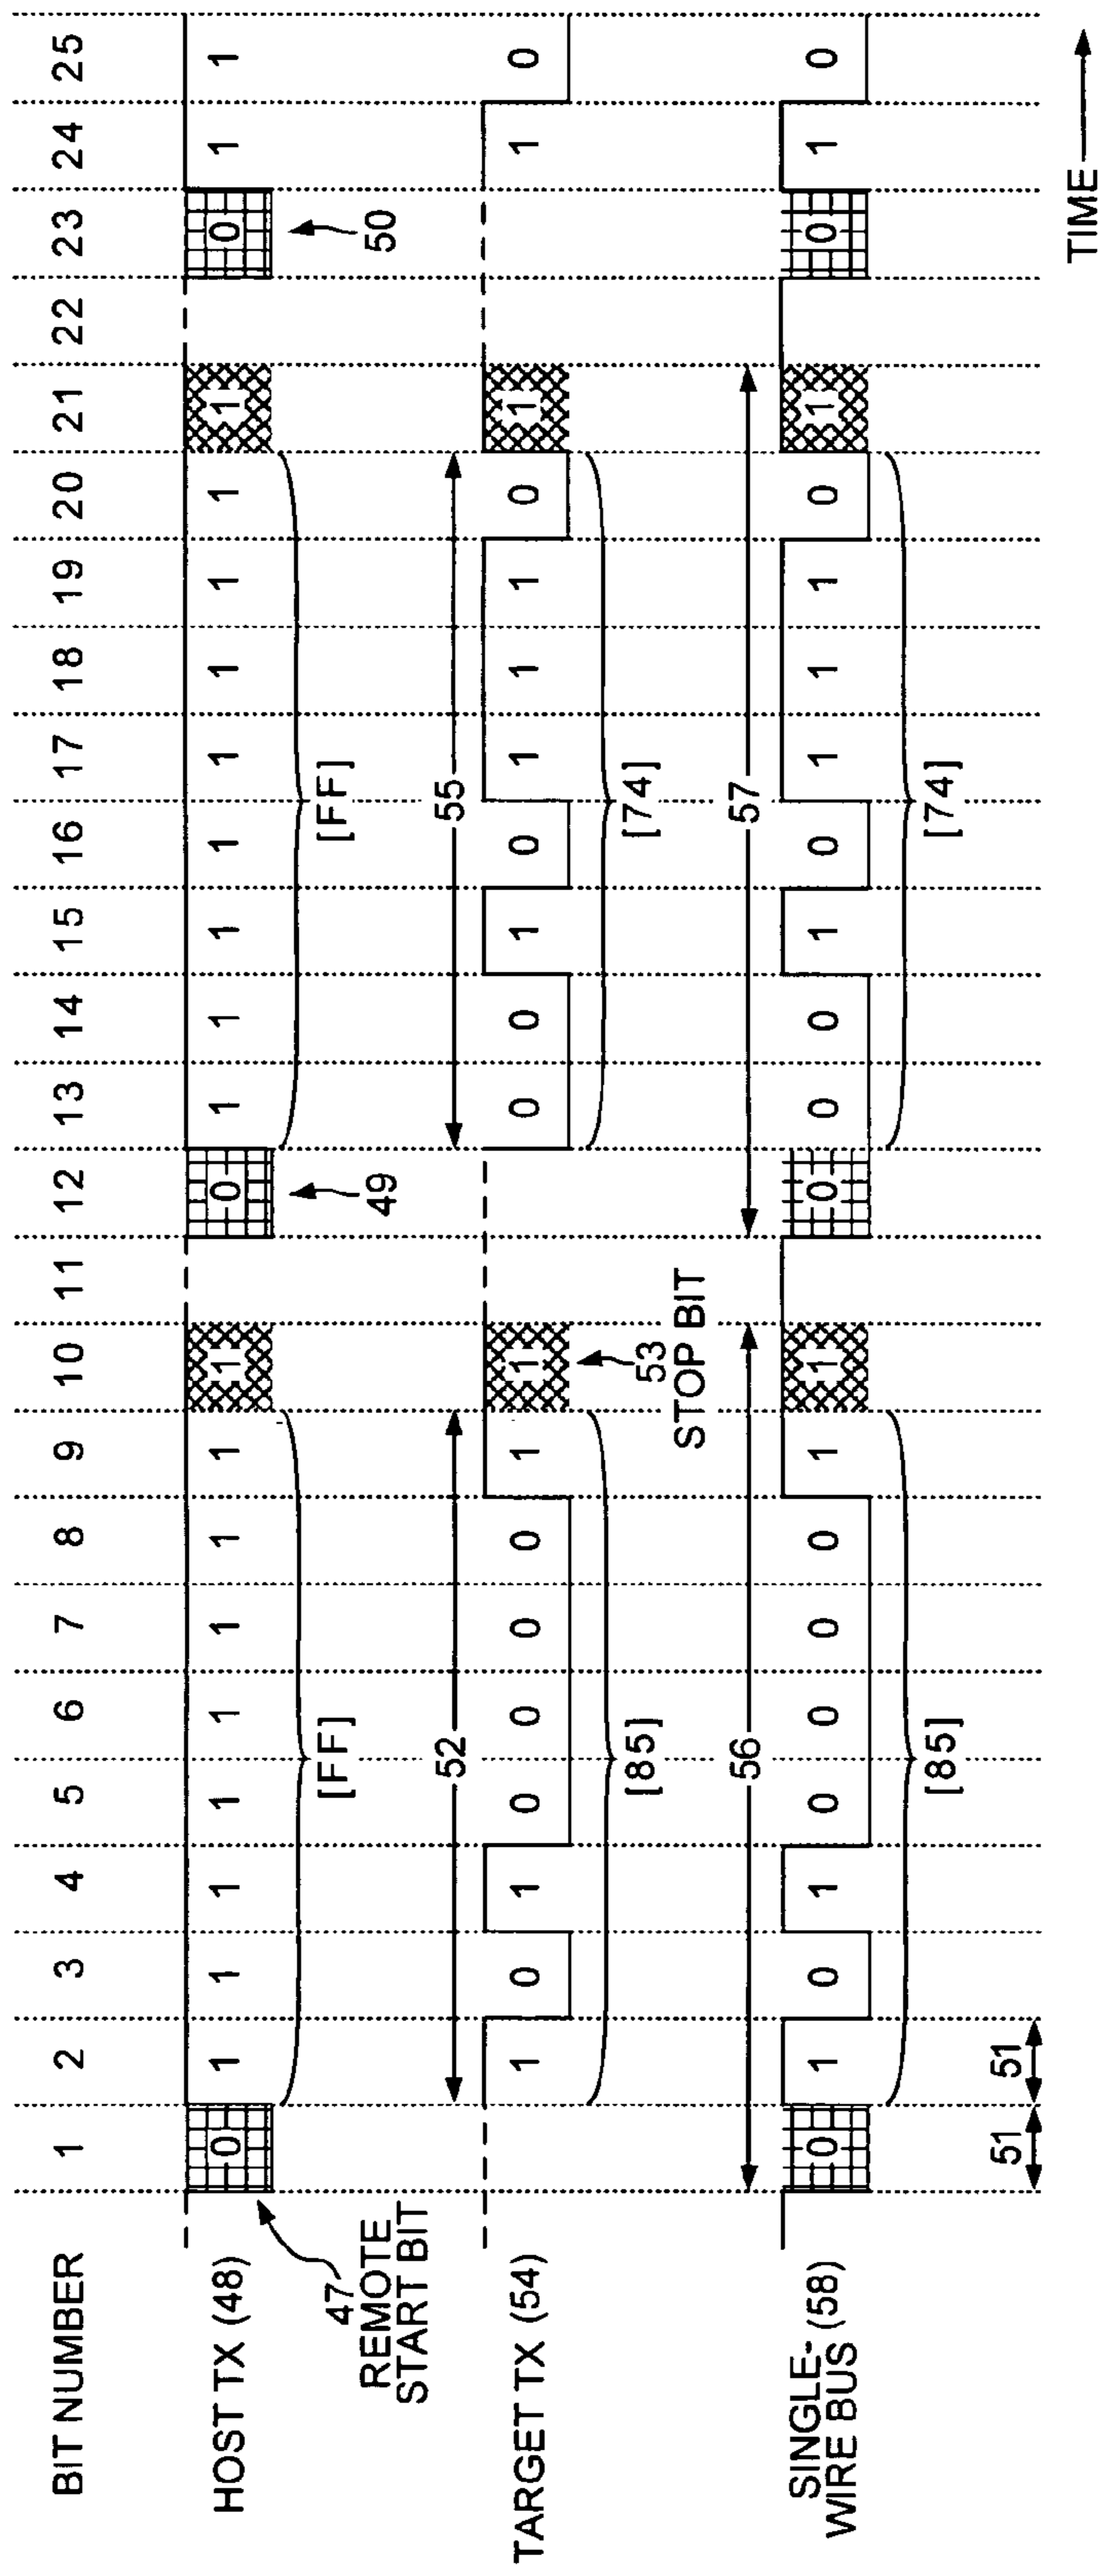 BIT NUMBER 1 2 3 4 5 6 7 8 9 10 11 12 13 14 15 16 17 18 19 20 21 22 23 24 25
HOST TX (48) 0 1 1 1 1 1 1 1 1 1 0 1 1 1 1 1 1 1 1 1 0 1 1
47
REMOTE
START BIT
[FF]
49
[FF]
50
52
55
TARGET TX (54) 1 0 1 0 0 0 0 1 1 0 0 1 0 1 1 1 0 1 1 0
[85]
53
STOP BIT
[74]
56
57
SINGLE-
WIRE BUS (58) 0 1 0 1 0 0 0 0 1 1 0 0 0 1 0 1 1 1 0 1 0 1 0
[85]
[74]
51 51
TIME